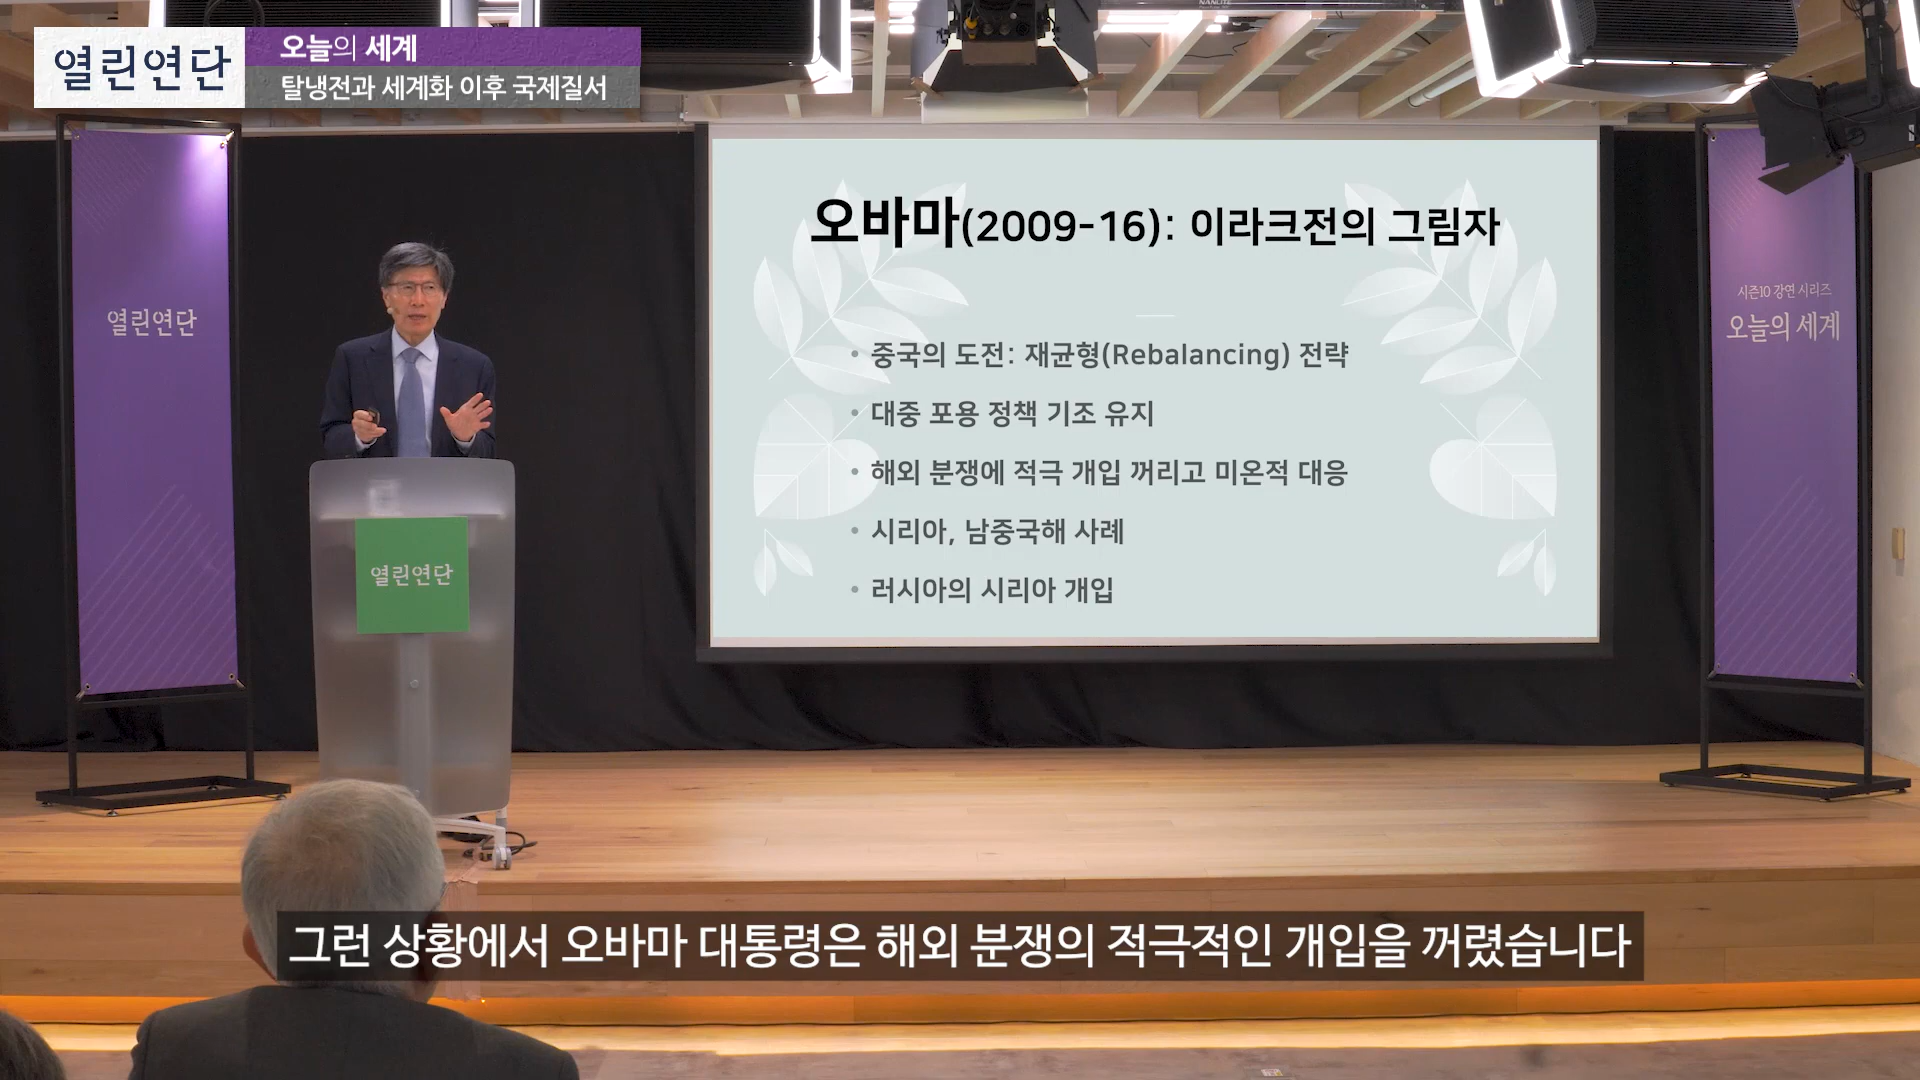 열린연단
오늘의 세계
탈냉전과 세계화 이후 국제질서
NANLITE
열린연단
오바마(2009-16): 이라크전의 그림자
중국의 도전: 재균형(Rebalancing) 전략
대중 포용 정책 기조 유지
해외 분쟁에 적극 개입 꺼리고 미온적 대응
시리아, 남중국해 사례
러시아의 시리아 개입
시즌10 강연 시리즈
오늘의 세계
열린연단
그런 상황에서 오바마 대통령은 해외 분쟁의 적극적인 개입을 꺼렸습니다